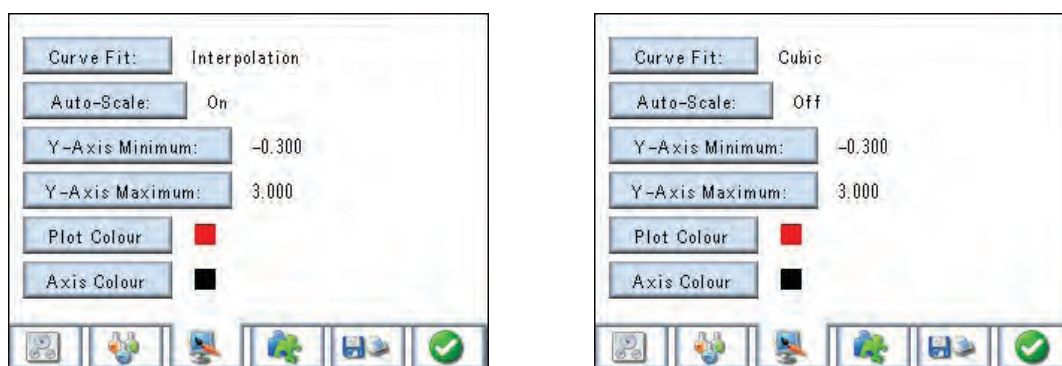 Curve Fit: Interpolation
Auto-Scale: On
Y-Axis Minimum: -0.300
Y-Axis Maximum: 3.000
Plot Colour
Axis Colour
Curve Fit: Cubic
Auto-Scale: Off
Y-Axis Minimum: -0.300
Y-Axis Maximum: 3.000
Plot Colour
Axis Colour